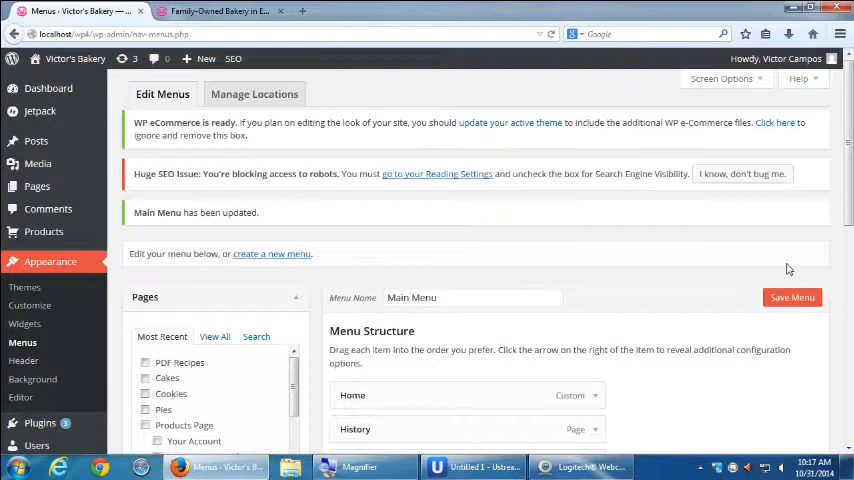 Menus ‹ Victor's Bakery — ...
Family-Owned Bakery in E...
localhost/wp4/wp-admin/nav-menus.php
Google
Victor's Bakery
3
0
New
SEO
Howdy, Victor Campos
Dashboard
Jetpack
Posts
Media
Pages
Comments
Products
Appearance
Themes
Customize
Widgets
Menus
Header
Background
Editor
Plugins 3
Users
Screen Options
Help
Edit Menus
Manage Locations
WP eCommerce is ready. If you plan on editing the look of your site, you should update your active theme to include the additional WP e-Commerce files. Click here to
ignore and remove this box.
Huge SEO Issue: You're blocking access to robots. You must go to your Reading Settings and uncheck the box for Search Engine Visibility.
I know, don't bug me.
Main Menu has been updated.
Edit your menu below, or create a new menu.
Pages
Most Recent
View All
Search
PDF Recipes
Cakes
Cookies
Pies
Products Page
Your Account
Menu Name
Main Menu
Save Menu
Menu Structure
Drag each item into the order you prefer. Click the arrow on the right of the item to reveal additional configuration
options.
Home
Custom
History
Page
Menus ‹ Victor's B...
Magnifier
Untitled 1 - Ustrea...
Logitech® Webc...
10:17 AM
10/31/2014